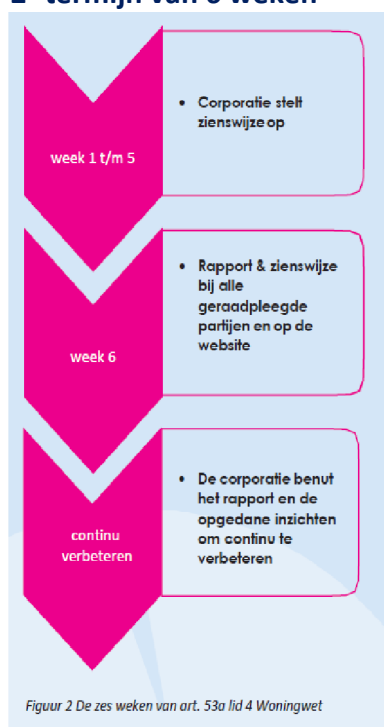 termijn van 6 weken
week 1 t/m 5
• Corporatie stelt
zienswijze op
week 6
• Rapport & zienswijze
bij alle
geraadpleegde
partijen en op de
website
continu
verbeteren
• De corporatie benut
het rapport en de
opgedane inzichten
om continu te
verbeteren
Figuur 2 De zes weken van art. 53a lid 4 Woningwet